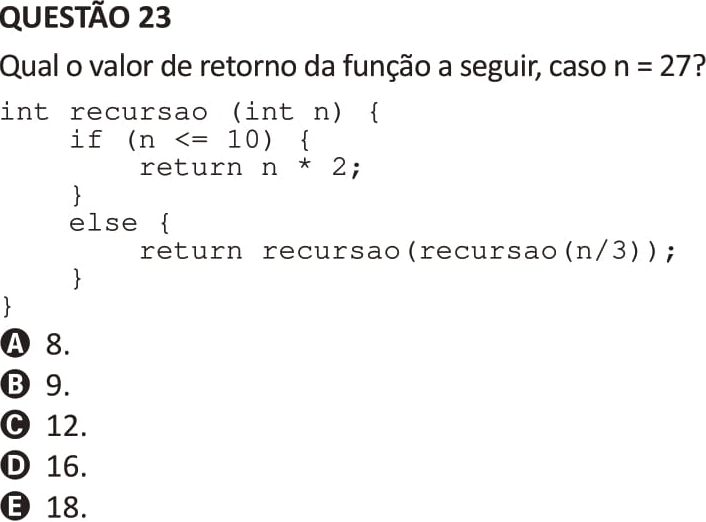 QUESTÃO 23
Qual o valor de retorno da função a seguir, caso n = 27?
int recursao (int n) {
if (n <= 10) {
return n * 2;
}
else {
return recursao(recursao(n/3));
}
}
A 8.
B 9.
C 12.
D 16.
E 18.